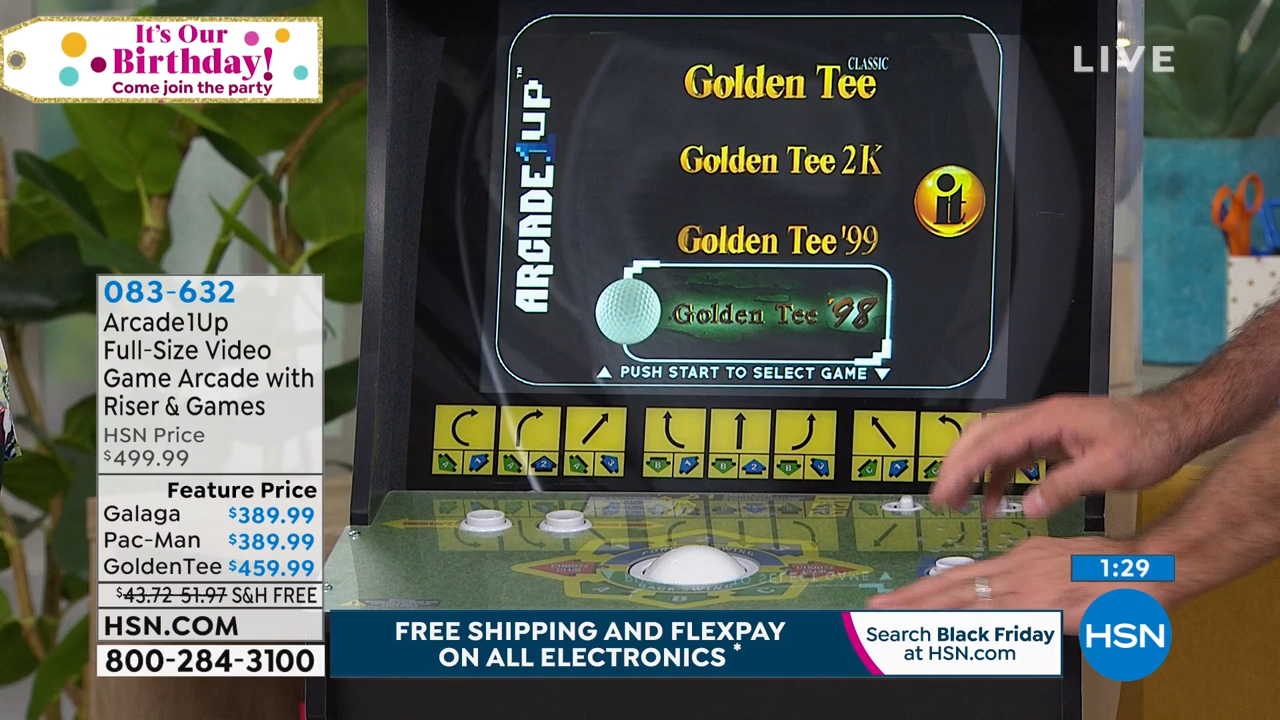 It's Our
Birthday!
Come join the party
LIVE
ARCADE1UP™
Golden Tee CLASSIC
Golden Tee 2K
Golden Tee '99
Golden Tee '98
it
▲ PUSH START TO SELECT GAME ▼
083-632
Arcade1Up
Full-Size Video
Game Arcade with
Riser & Games
HSN Price
$499.99
Feature Price
Galaga $389.99
Pac-Man $389.99
GoldenTee $459.99
$43.72-51.97 S&H FREE
HSN.COM
800-284-3100
1:29
HSN
FREE SHIPPING AND FLEXPAY
ON ALL ELECTRONICS*
Search Black Friday
at HSN.com